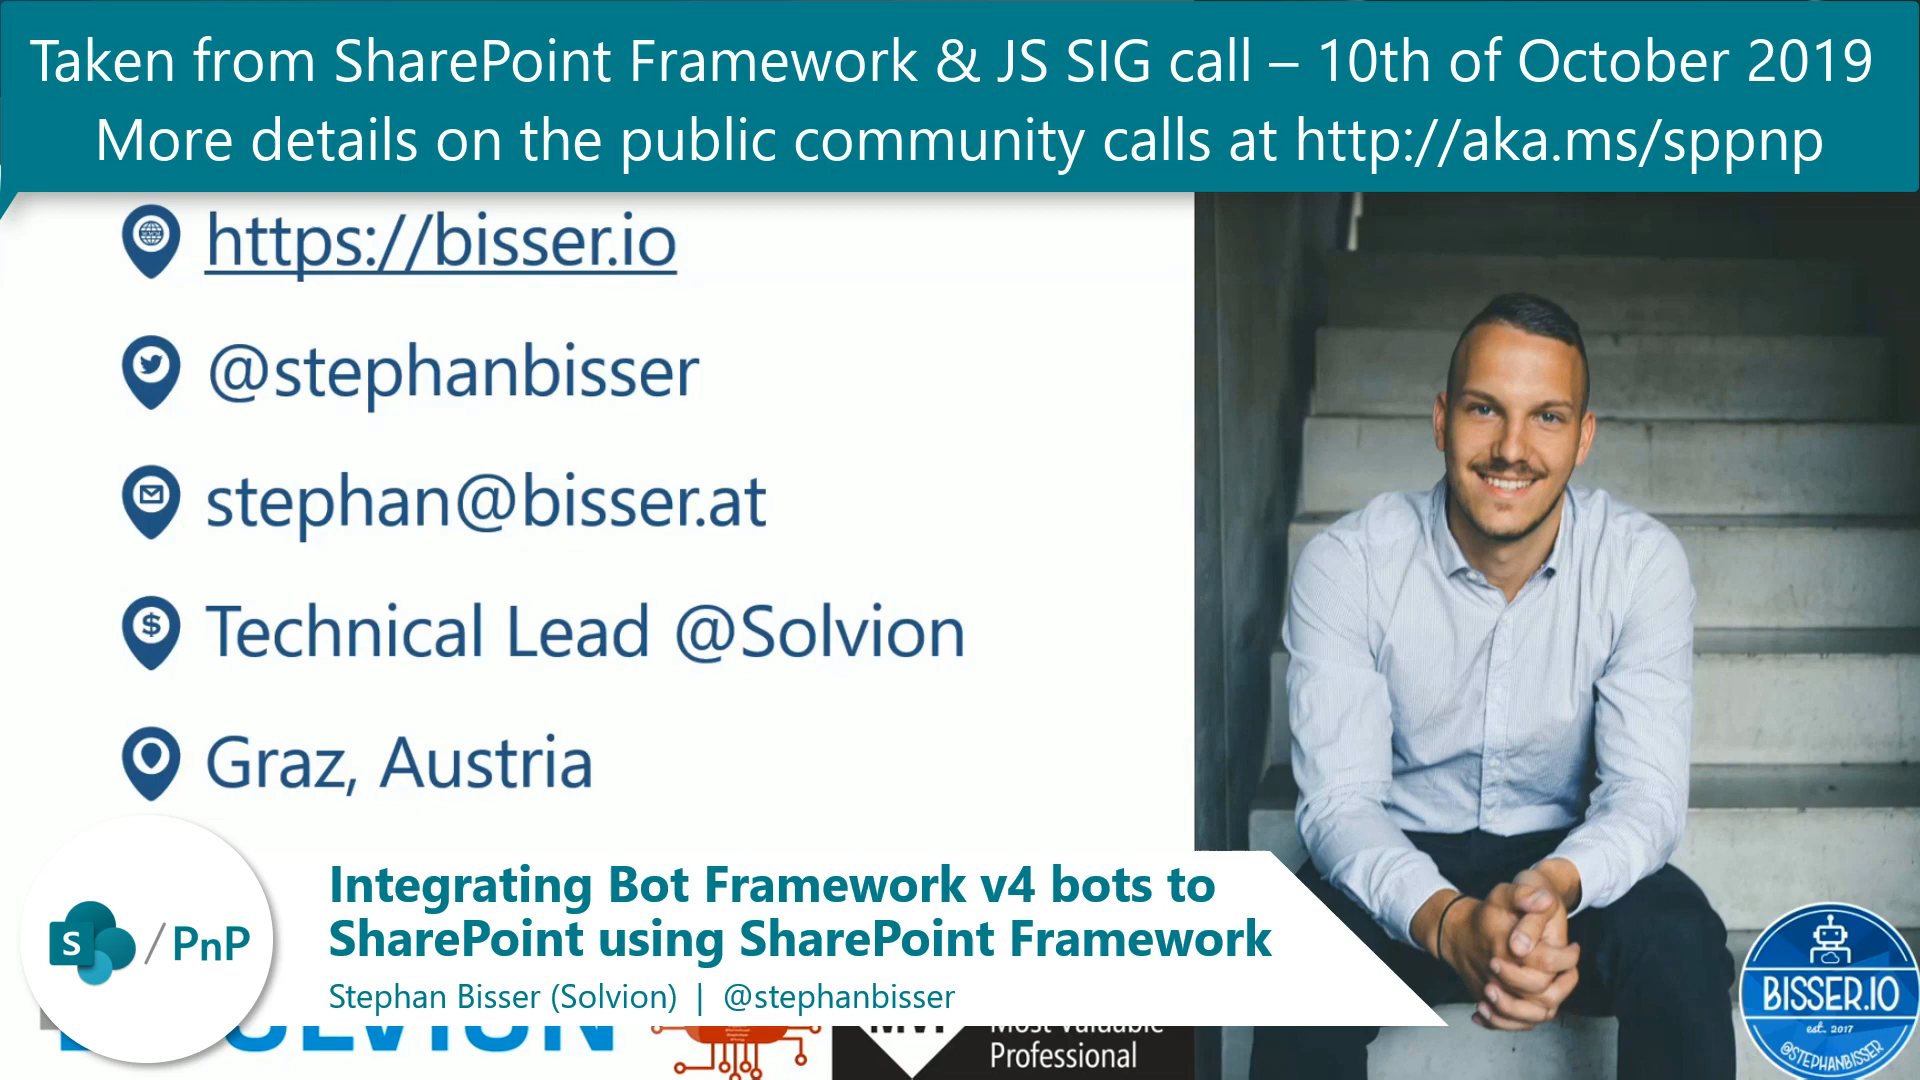 Taken from SharePoint Framework & JS SIG call – 10th of October 2019
More details on the public community calls at http://aka.ms/sppnp
https://bisser.io
@stephanbisser
stephan@bisser.at
Technical Lead @Solvion
Graz, Austria
S / PnP
Integrating Bot Framework v4 bots to
SharePoint using SharePoint Framework
Stephan Bisser (Solvion) | @stephanbisser
Most Valuable
Professional
BISSER.IO
est. 2017
@STEPHANBISSER